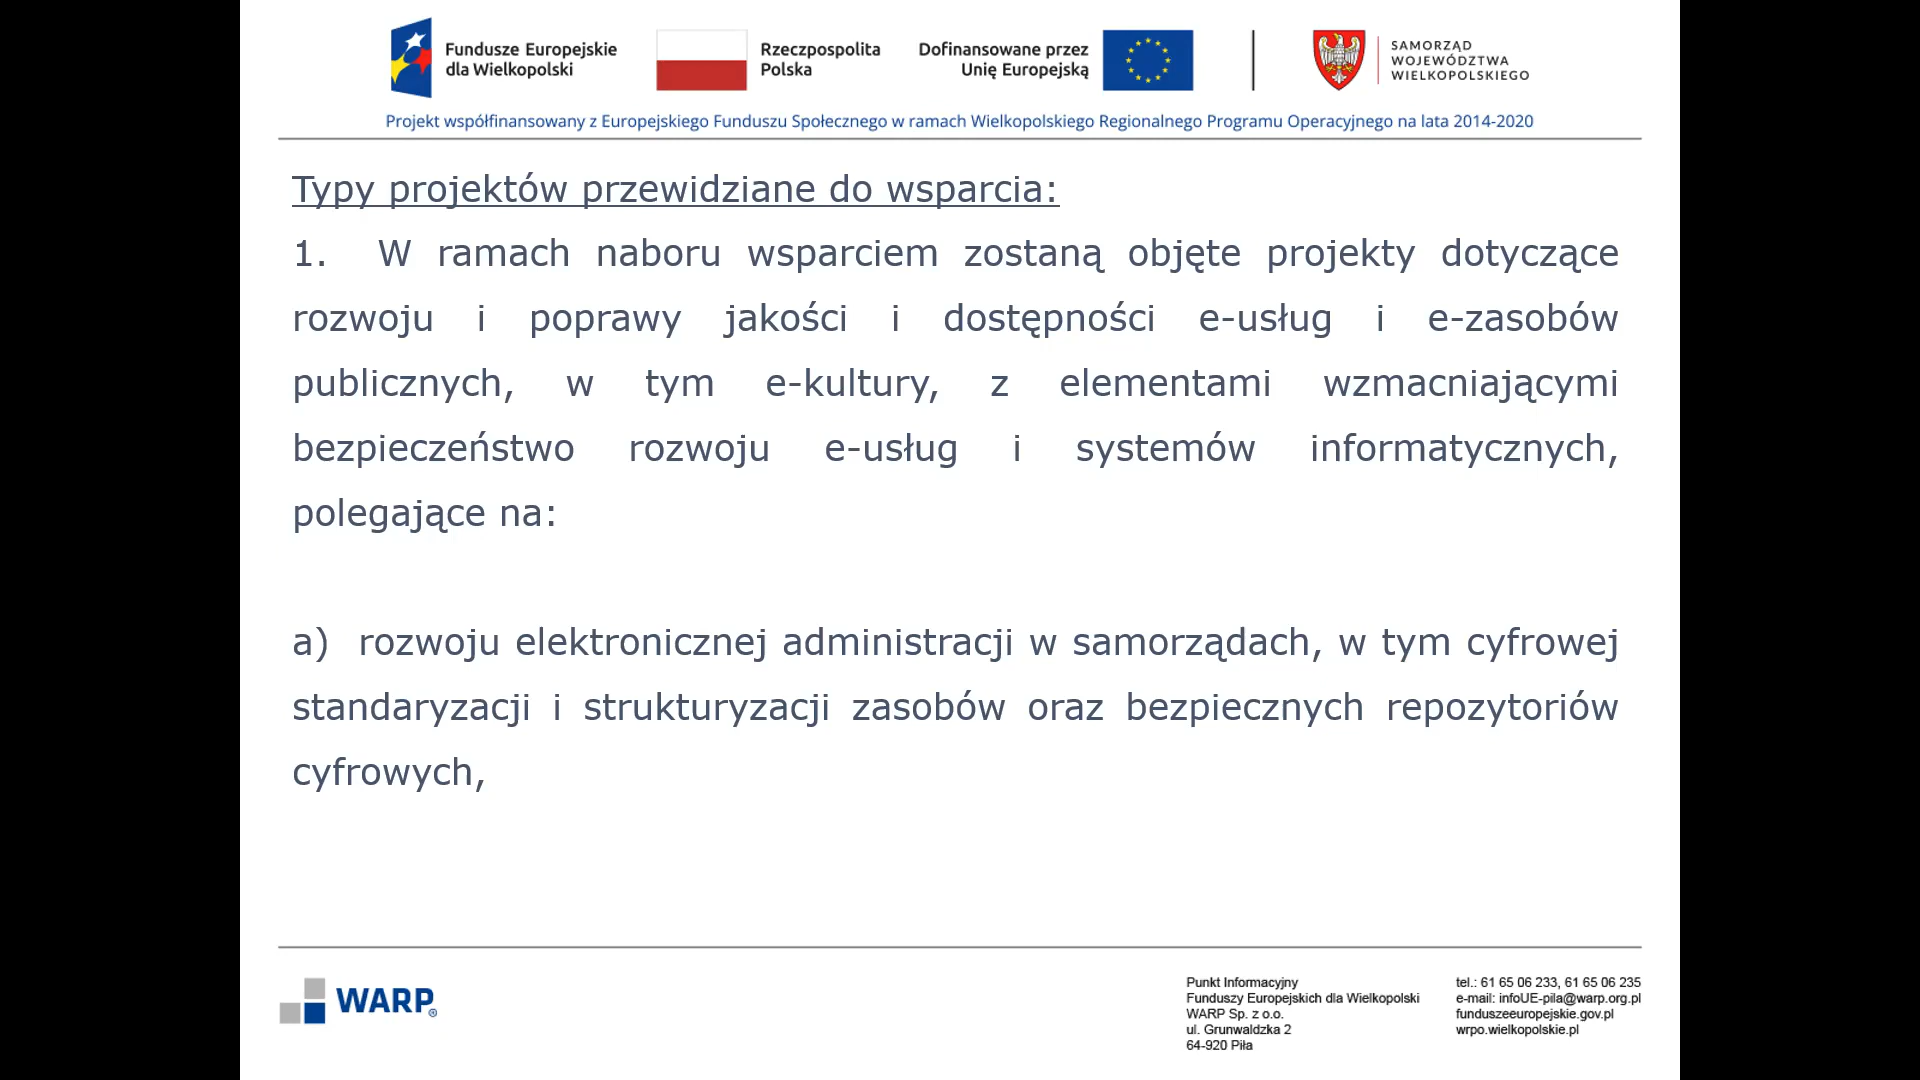 Fundusze Europejskie
dla Wielkopolski
Rzeczpospolita
Polska
Dofinansowane przez
Unię Europejską
SAMORZĄD
WOJEWÓDZTWA
WIELKOPOLSKIEGO
Projekt współfinansowany z Europejskiego Funduszu Społecznego w ramach Wielkopolskiego Regionalnego Programu Operacyjnego na lata 2014-2020
Typy projektów przewidziane do wsparcia:
1. W ramach naboru wsparciem zostaną objęte projekty dotyczące
rozwoju i poprawy jakości i dostępności e-usług i e-zasobów
publicznych, w tym e-kultury, z elementami wzmacniającymi
bezpieczeństwo rozwoju e-usług i systemów informatycznych,
polegające na:
a) rozwoju elektronicznej administracji w samorządach, w tym cyfrowej
standaryzacji i strukturyzacji zasobów oraz bezpiecznych repozytoriów
cyfrowych,
WARP®
Punkt Informacyjny
Funduszy Europejskich dla Wielkopolski
WARP Sp. z o.o.
ul. Grunwaldzka 2
64-920 Piła
tel.: 61 65 06 233, 61 65 06 235
e-mail: infoUE-pila@warp.org.pl
funduszeeuropejskie.gov.pl
wrpo.wielkopolskie.pl